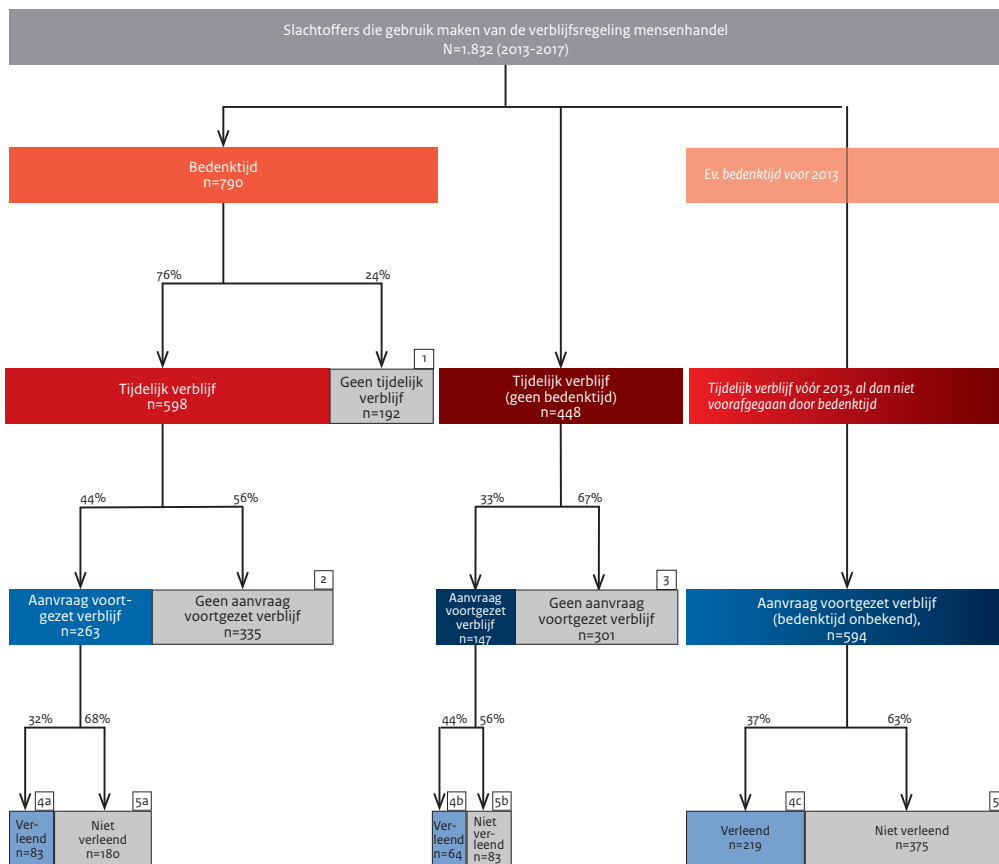 Slachtoffers die gebruik maken van de verblijfsregeling mensenhandel
N=1.832 (2013-2017)
Bedenktijd
n=790
Ev. bedenktijd voor 2013
76%
24%
1
Tijdelijk verblijf
n=598
Geen tijdelijk
verblijf
n=192
Tijdelijk verblijf
(geen bedenktijd)
n=448
Tijdelijk verblijf vóór 2013, al dan niet
voorafgegaan door bedenktijd
44%
56%
33%
67%
2
3
Aanvraag voort-
gezet verblijf
n=263
Geen aanvraag
voortgezet verblijf
n=335
Aanvraag
voortgezet
verblijf
n=147
Geen aanvraag
voortgezet verblijf
n=301
Aanvraag voortgezet verblijf
(bedenktijd onbekend),
n=594
32%
68%
44%
56%
37%
63%
4a
5a
4b
5b
4c
5
Ver-
leend
n=83
Niet
verleend
n=180
Ver-
leend
n=64
Niet
ver-
leend
n=83
Verleend
n=219
Niet verleend
n=375